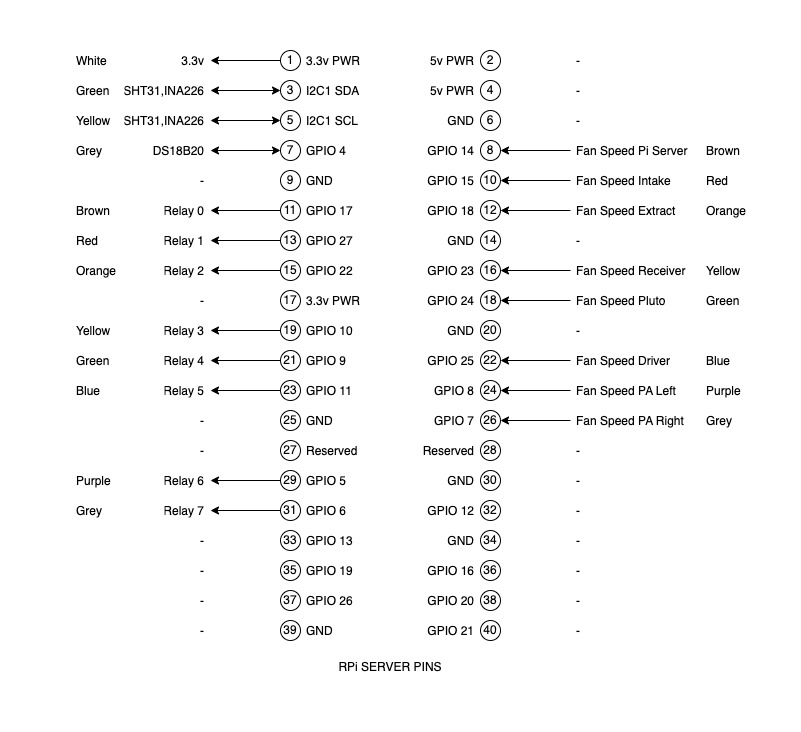 White 3.3v 1 3.3v PWR 5v PWR 2 -
Green SHT31,INA226 3 I2C1 SDA 5v PWR 4 -
Yellow SHT31,INA226 5 I2C1 SCL GND 6 -
Grey DS18B20 7 GPIO 4 GPIO 14 8 Fan Speed Pi Server Brown
- 9 GND GPIO 15 10 Fan Speed Intake Red
Brown Relay 0 11 GPIO 17 GPIO 18 12 Fan Speed Extract Orange
Red Relay 1 13 GPIO 27 GND 14 -
Orange Relay 2 15 GPIO 22 GPIO 23 16 Fan Speed Receiver Yellow
- 17 3.3v PWR GPIO 24 18 Fan Speed Pluto Green
Yellow Relay 3 19 GPIO 10 GND 20 -
Green Relay 4 21 GPIO 9 GPIO 25 22 Fan Speed Driver Blue
Blue Relay 5 23 GPIO 11 GPIO 8 24 Fan Speed PA Left Purple
- 25 GND GPIO 7 26 Fan Speed PA Right Grey
- 27 Reserved Reserved 28 -
Purple Relay 6 29 GPIO 5 GND 30 -
Grey Relay 7 31 GPIO 6 GPIO 12 32 -
- 33 GPIO 13 GND 34 -
- 35 GPIO 19 GPIO 16 36 -
- 37 GPIO 26 GPIO 20 38 -
- 39 GND GPIO 21 40 -
RPi SERVER PINS